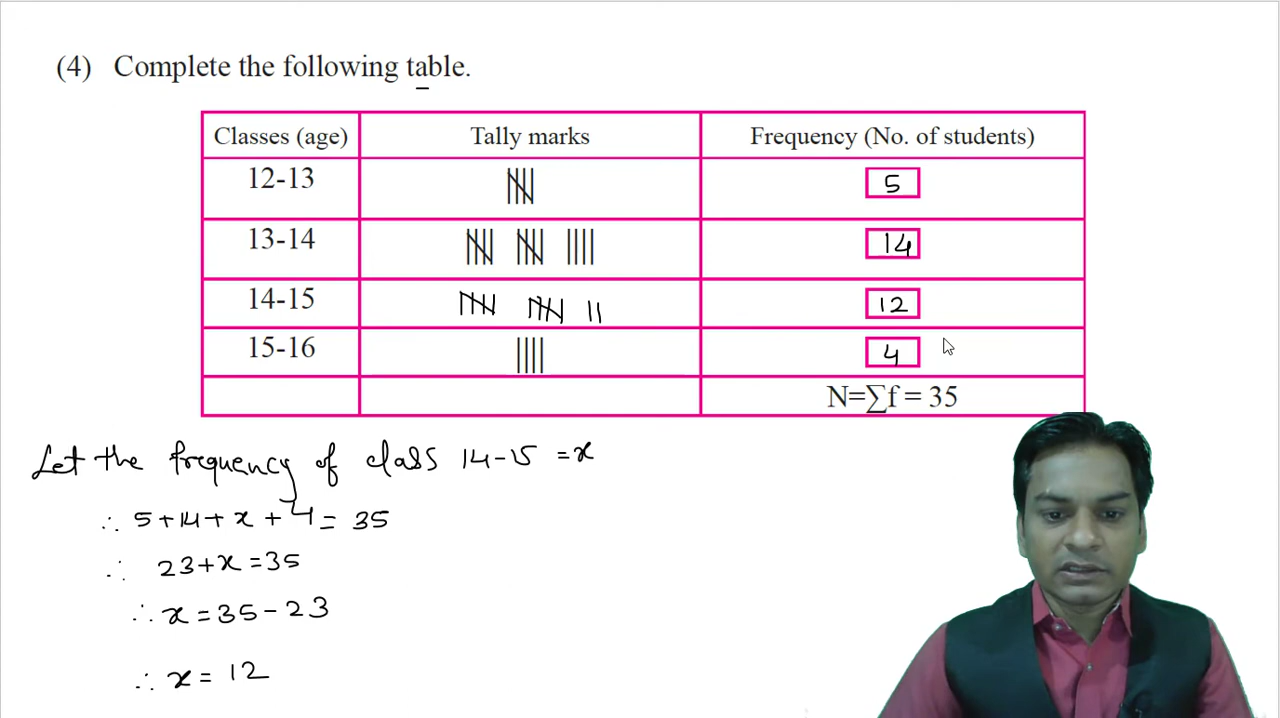 (4) Complete the following table.
Classes (age) Tally marks Frequency (No. of students)
12-13 5
13-14 14
14-15 12
15-16 4
N=∑f = 35
Let the frequency of class 14-15 = x
∴ 5+14+x+4 = 35
∴ 23+x=35
∴ x=35-23
∴ x= 12